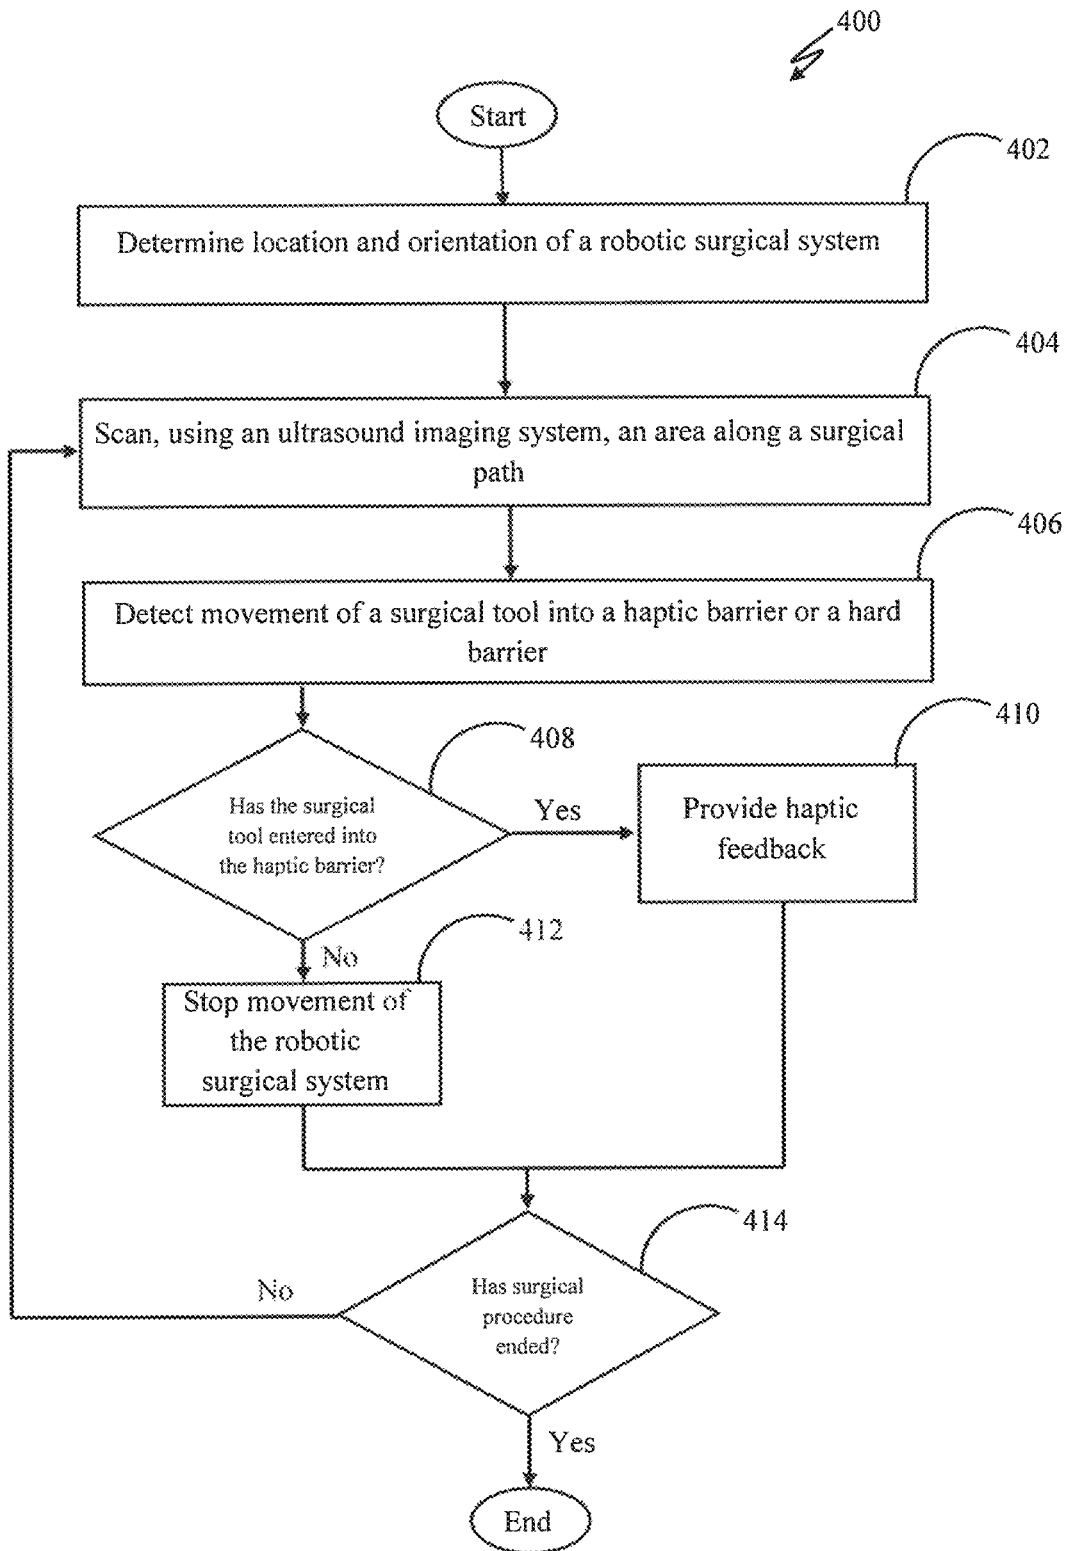 400
Start
402
Determine location and orientation of a robotic surgical system
404
Scan, using an ultrasound imaging system, an area along a surgical
path
406
Detect movement of a surgical tool into a haptic barrier or a hard
barrier
408
Has the surgical
tool entered into
the haptic barrier?
Yes
410
Provide haptic
feedback
No
412
Stop movement of
the robotic
surgical system
414
Has surgical
procedure
ended?
No
Yes
End